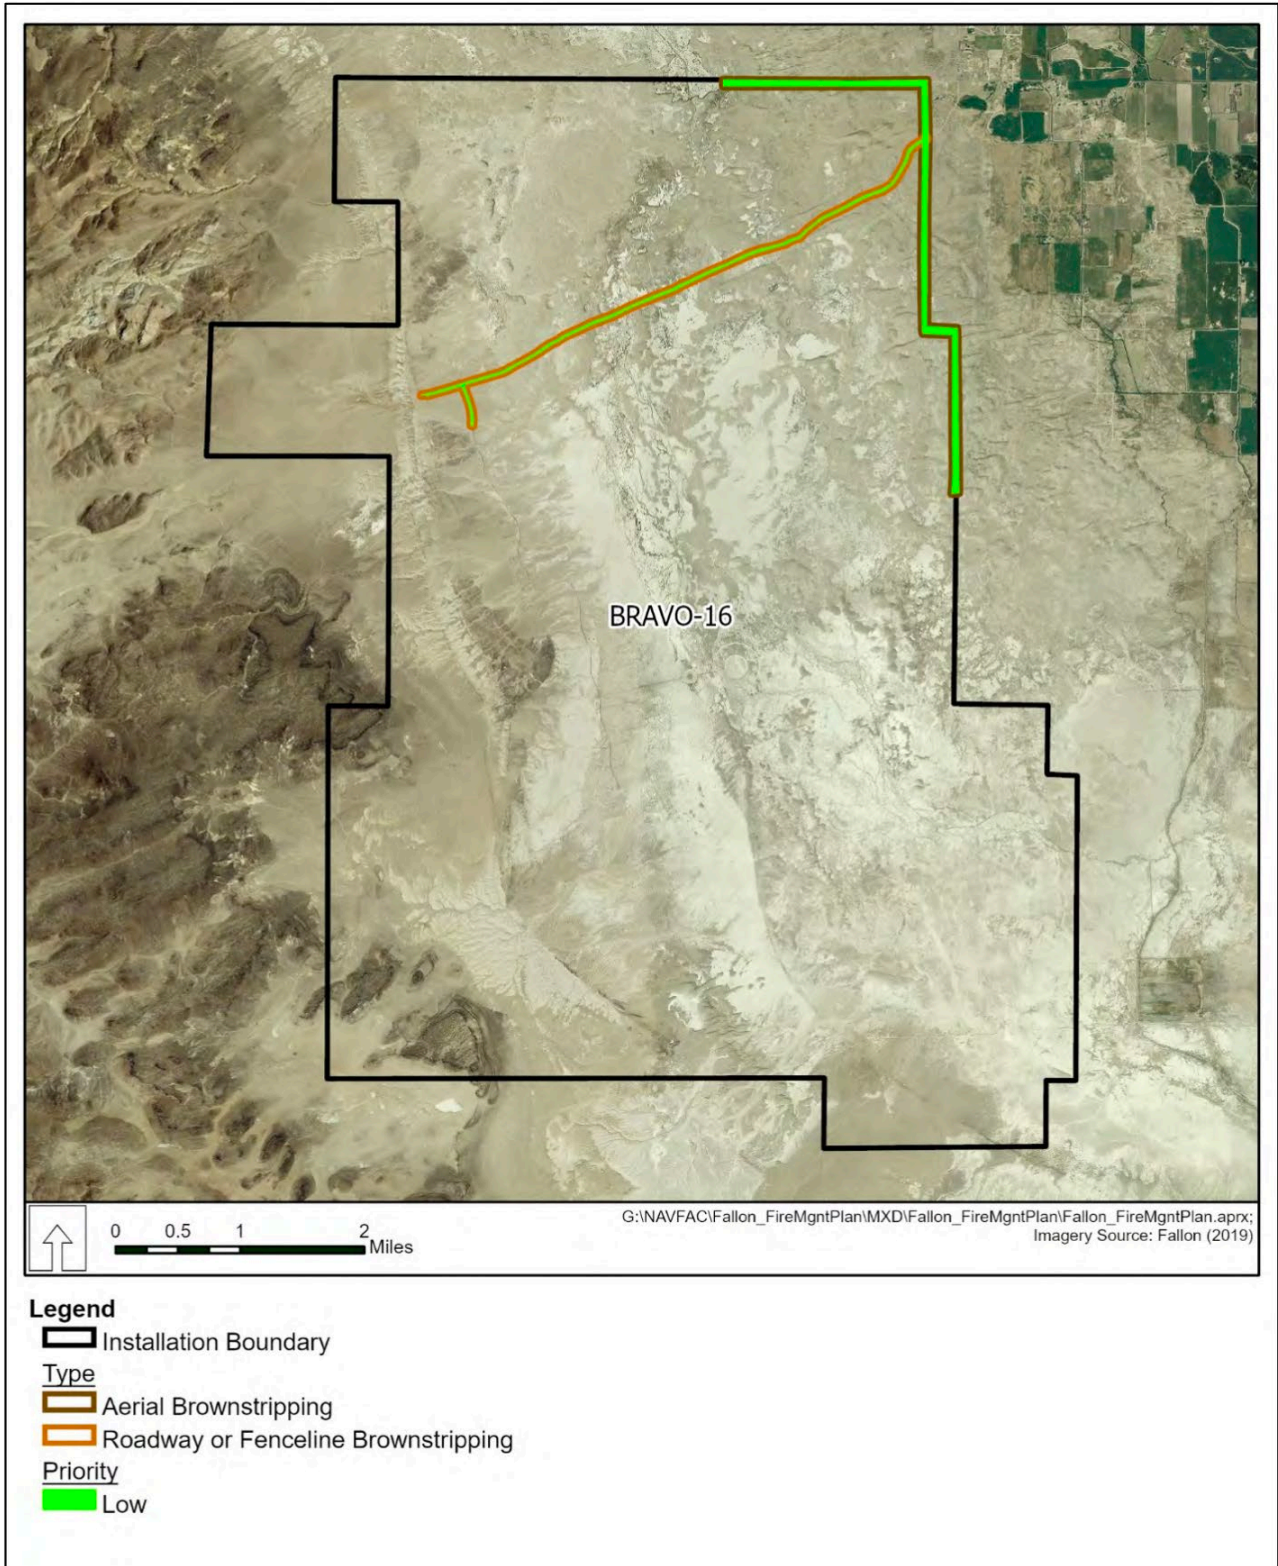 BRAVO-16
0 0.5 1 2
Miles
G:\NAVFAC\Fallon_FireMgntPlan\MXD\Fallon_FireMgntPlan\Fallon_FireMgntPlan.aprx;
Imagery Source: Fallon (2019)
Legend
Installation Boundary
Type
Aerial Brownstripping
Roadway or Fenceline Brownstripping
Priority
Low